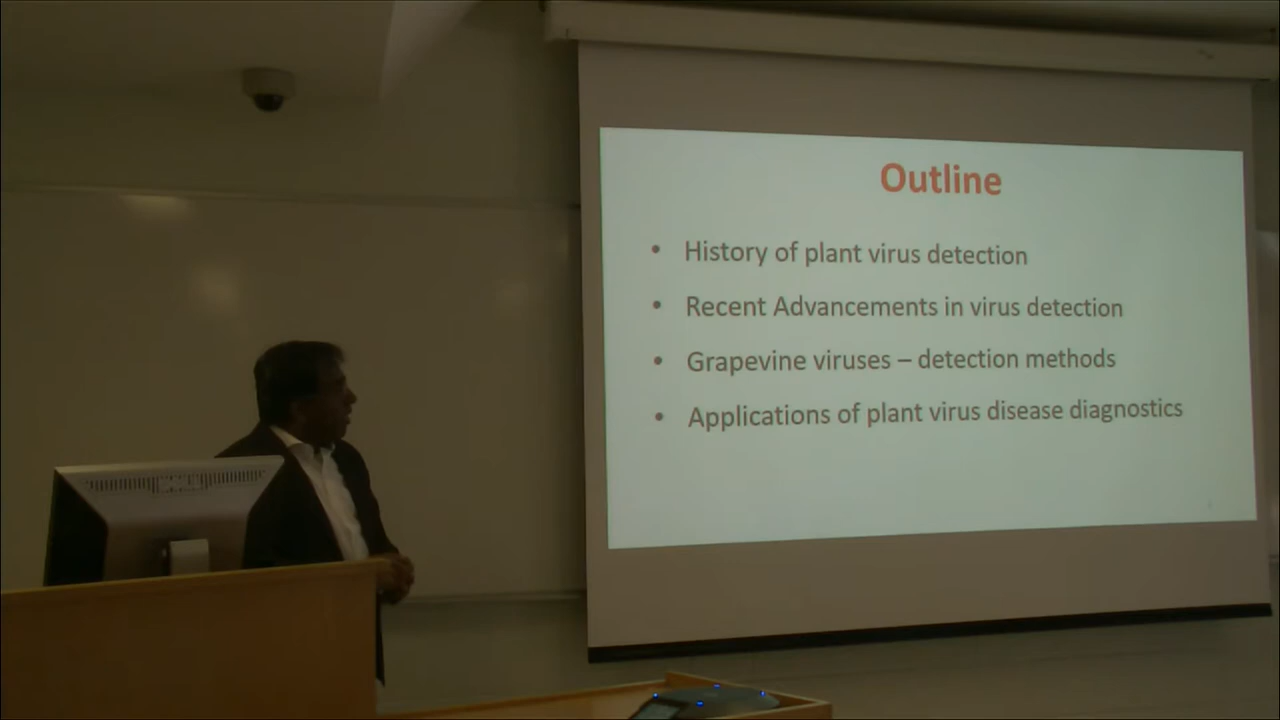 Outline
• History of plant virus detection
• Recent Advancements in virus detection
• Grapevine viruses – detection methods
• Applications of plant virus disease diagnostics